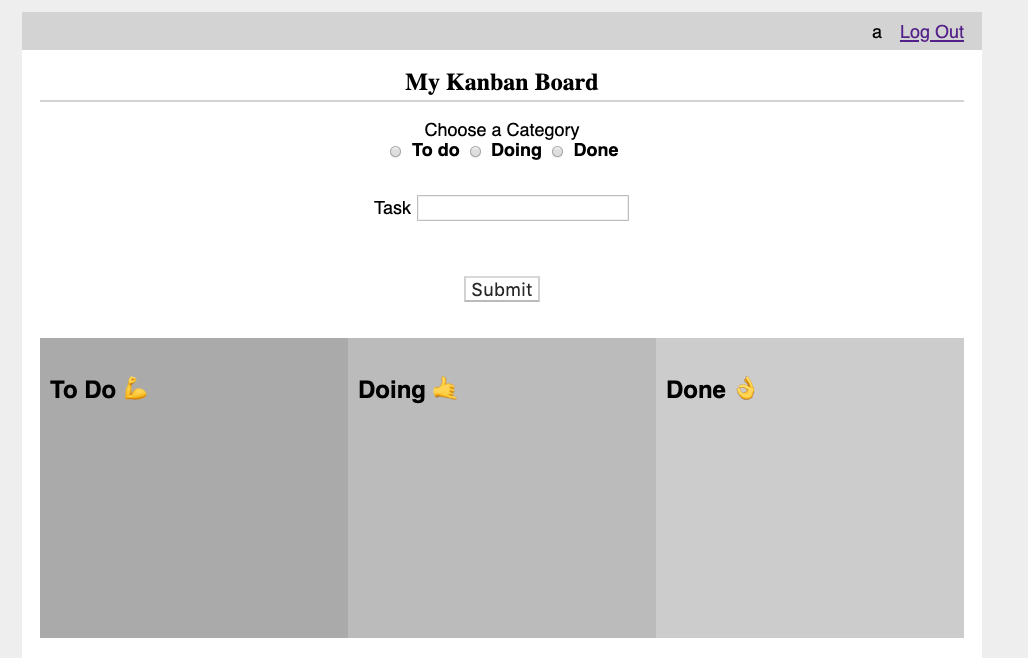 a Log Out
My Kanban Board
Choose a Category
To do Doing Done
Task
Submit
To Do 💪 Doing 🤙 Done 👌